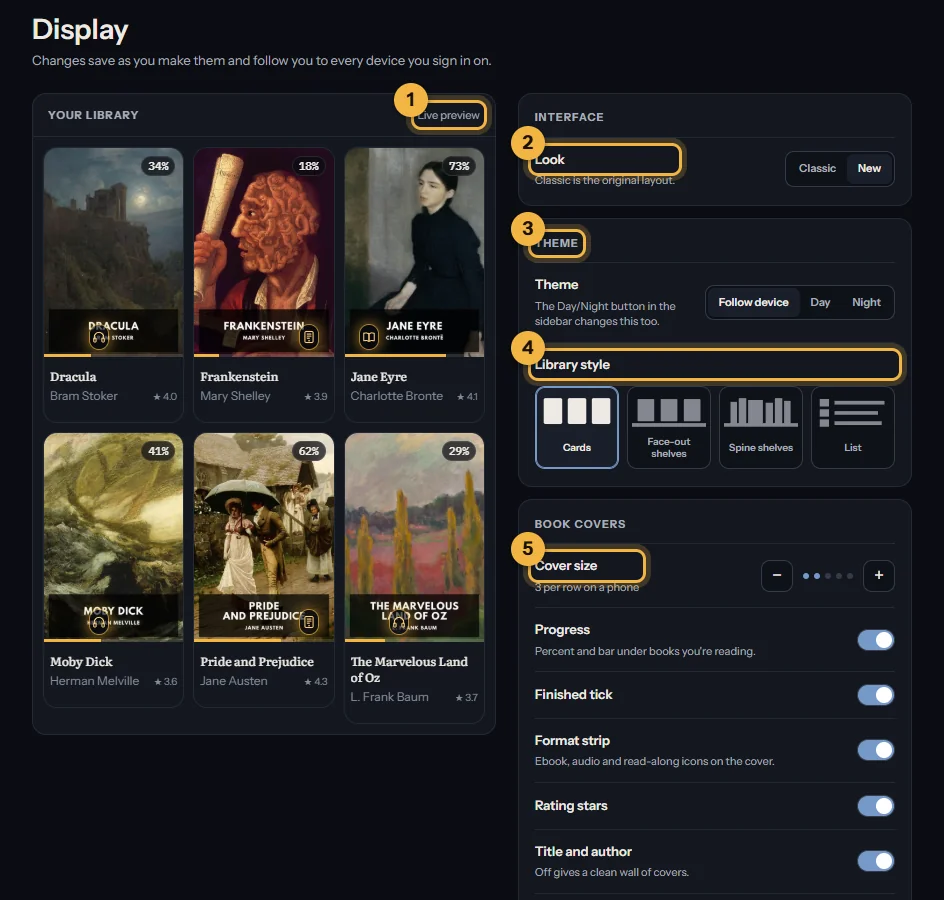 Display
Changes save as you make them and follow you to every device you sign in on.
YOUR LIBRARY
1
Live preview
34%
DRACULA
STOKER
Dracula
Bram Stoker
★ 4.0
18%
FRANKENSTEIN
MARY SHELLEY
Frankenstein
Mary Shelley
★ 3.9
73%
JANE EYRE
CHARLOTTE BRONTË
Jane Eyre
Charlotte Brontë
★ 4.1
41%
MOBY DICK
MELVILLE
Moby Dick
Herman Melville
★ 3.6
62%
PRIDE
AND PREJUDICE
JANE AUSTEN
Pride and Prejudice
Jane Austen
★ 4.3
29%
THE MARVELOUS
LAND OF OZ
BAUM
The Marvelous Land
of Oz
L. Frank Baum
★ 3.7
INTERFACE
2
Look
Classic is the original layout.
Classic
New
3
THEME
Theme
The Day/Night button in the
sidebar changes this too.
Follow device
Day
Night
4
Library style
Cards
Face-out
shelves
Spine shelves
List
BOOK COVERS
5
Cover size
3 per row on a phone
−
+
Progress
Percent and bar under books you're reading.
Finished tick
Format strip
Ebook, audio and read-along icons on the cover.
Rating stars
Title and author
Off gives a clean wall of covers.